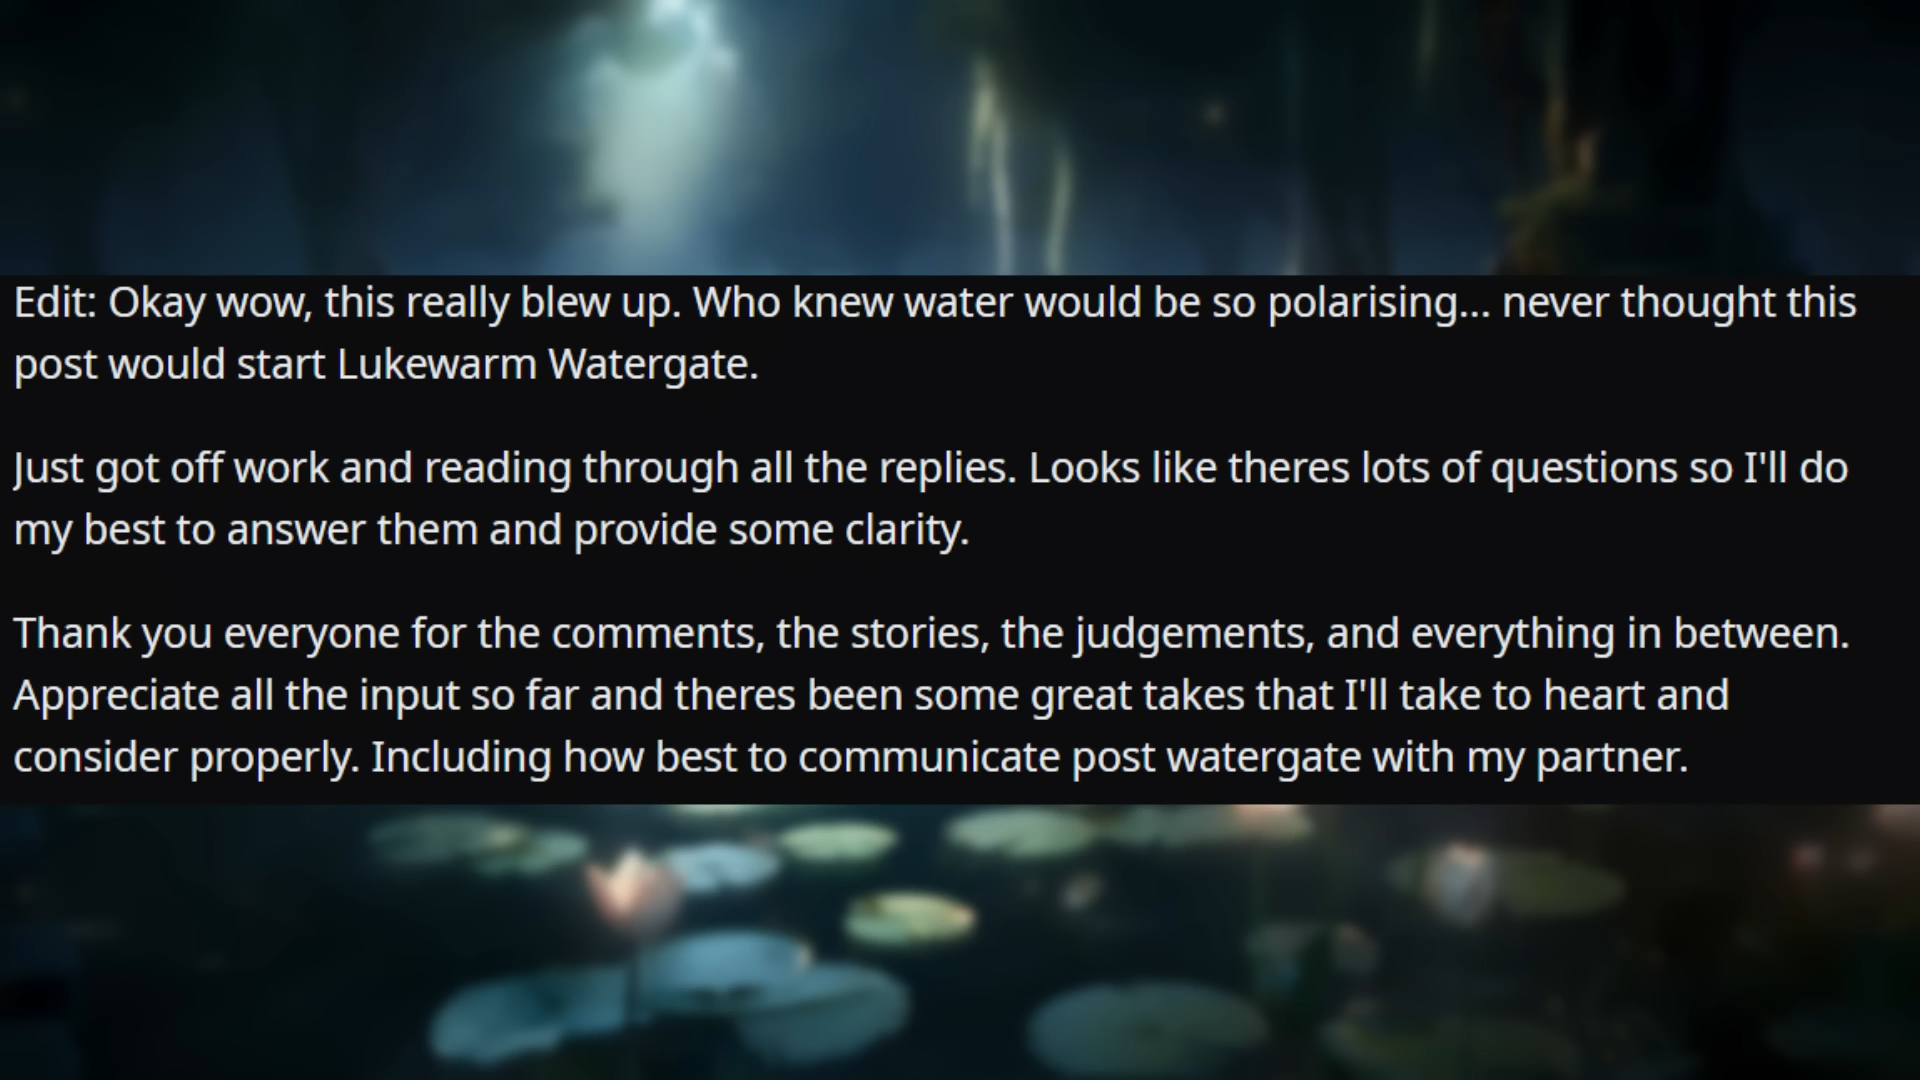 Edit: Okay wow, this really blew up. Who knew water would be so polarising... never thought this
post would start Lukewarm Watergate.
Just got off work and reading through all the replies. Looks like theres lots of questions so I'll do
my best to answer them and provide some clarity.
Thank you everyone for the comments, the stories, the judgements, and everything in between.
Appreciate all the input so far and theres been some great takes that I'll take to heart and
consider properly. Including how best to communicate post watergate with my partner.